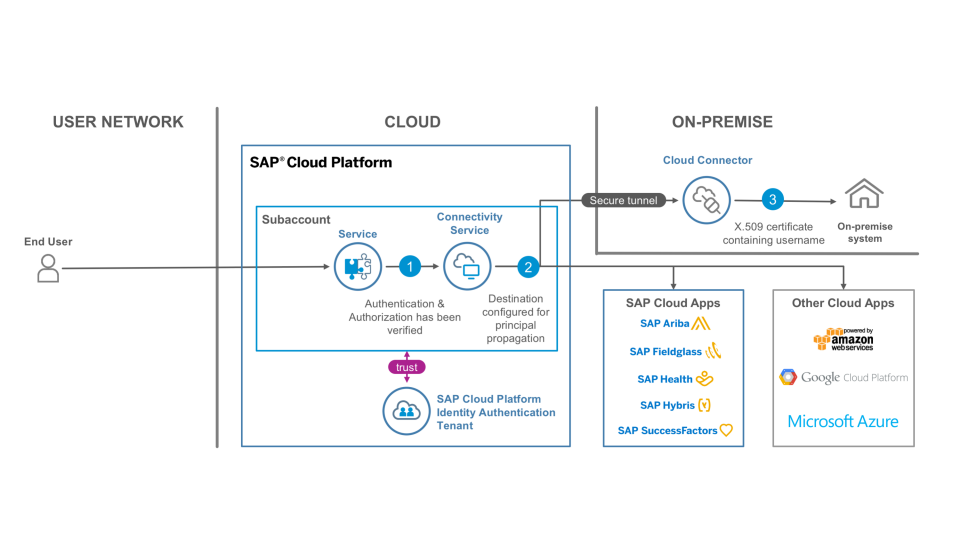 USER NETWORK
CLOUD
ON-PREMISE
SAP® Cloud Platform
Cloud Connector
Secure tunnel
3
X.509 certificate
containing username
On-premise
system
Subaccount
Connectivity
Service
Service
End User
1
2
Authentication &
Authorization has been
verified
Destination
configured for
principal
propagation
trust
SAP Cloud Platform
Identity Authentication
Tenant
SAP Cloud Apps
SAP Ariba
SAP Fieldglass
SAP Health
SAP Hybris
SAP SuccessFactors
Other Cloud Apps
powered by
amazon
web services
Google Cloud Platform
Microsoft Azure